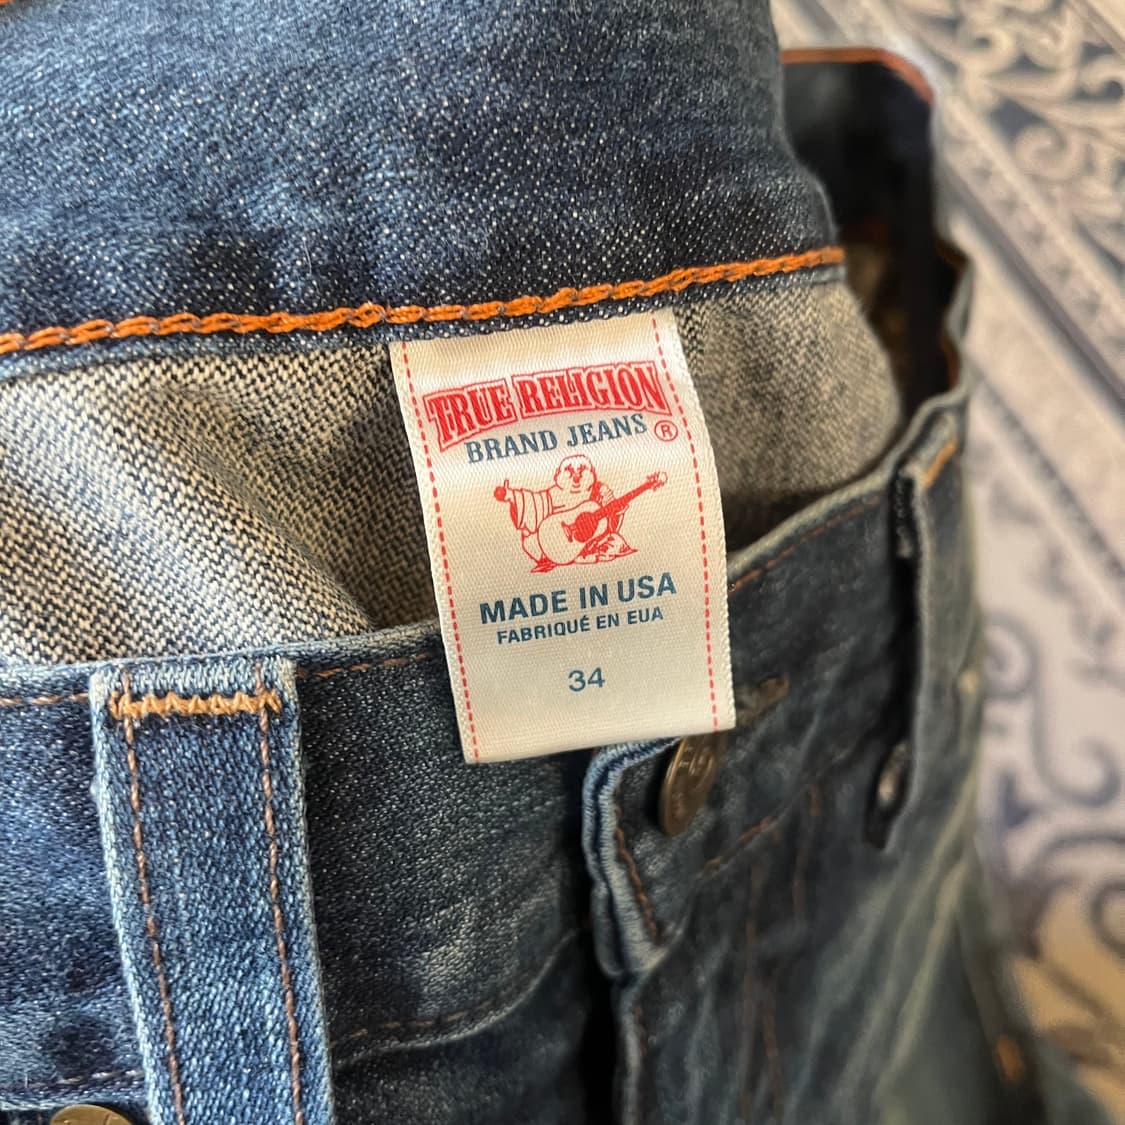 TRUE RELIGION
BRAND JEANS ®
MADE IN USA
FABRIQUÉ EN EUA
34